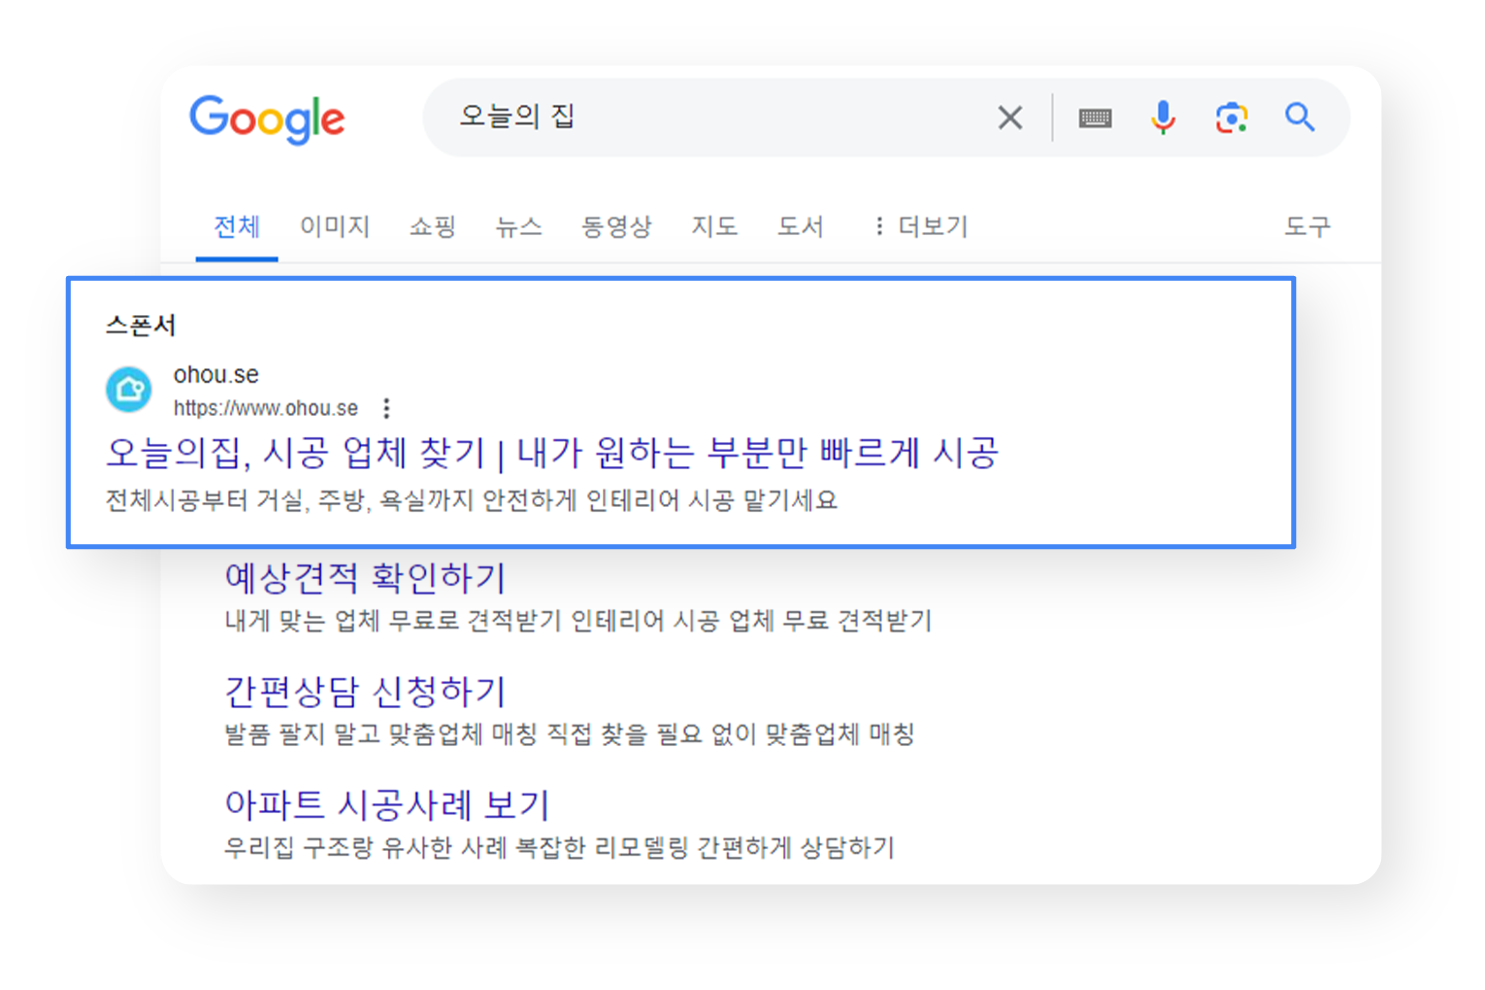 Google
오늘의 집
전체 이미지 쇼핑 뉴스 동영상 지도 도서 더보기 도구
스폰서
ohou.se
https://www.ohou.se
오늘의집, 시공 업체 찾기 | 내가 원하는 부분만 빠르게 시공
전체시공부터 거실, 주방, 욕실까지 안전하게 인테리어 시공 맡기세요
예상견적 확인하기
내게 맞는 업체 무료로 견적받기 인테리어 시공 업체 무료 견적받기
간편상담 신청하기
발품 팔지 말고 맞춤업체 매칭 직접 찾을 필요 없이 맞춤업체 매칭
아파트 시공사례 보기
우리집 구조랑 유사한 사례 복잡한 리모델링 간편하게 상담하기